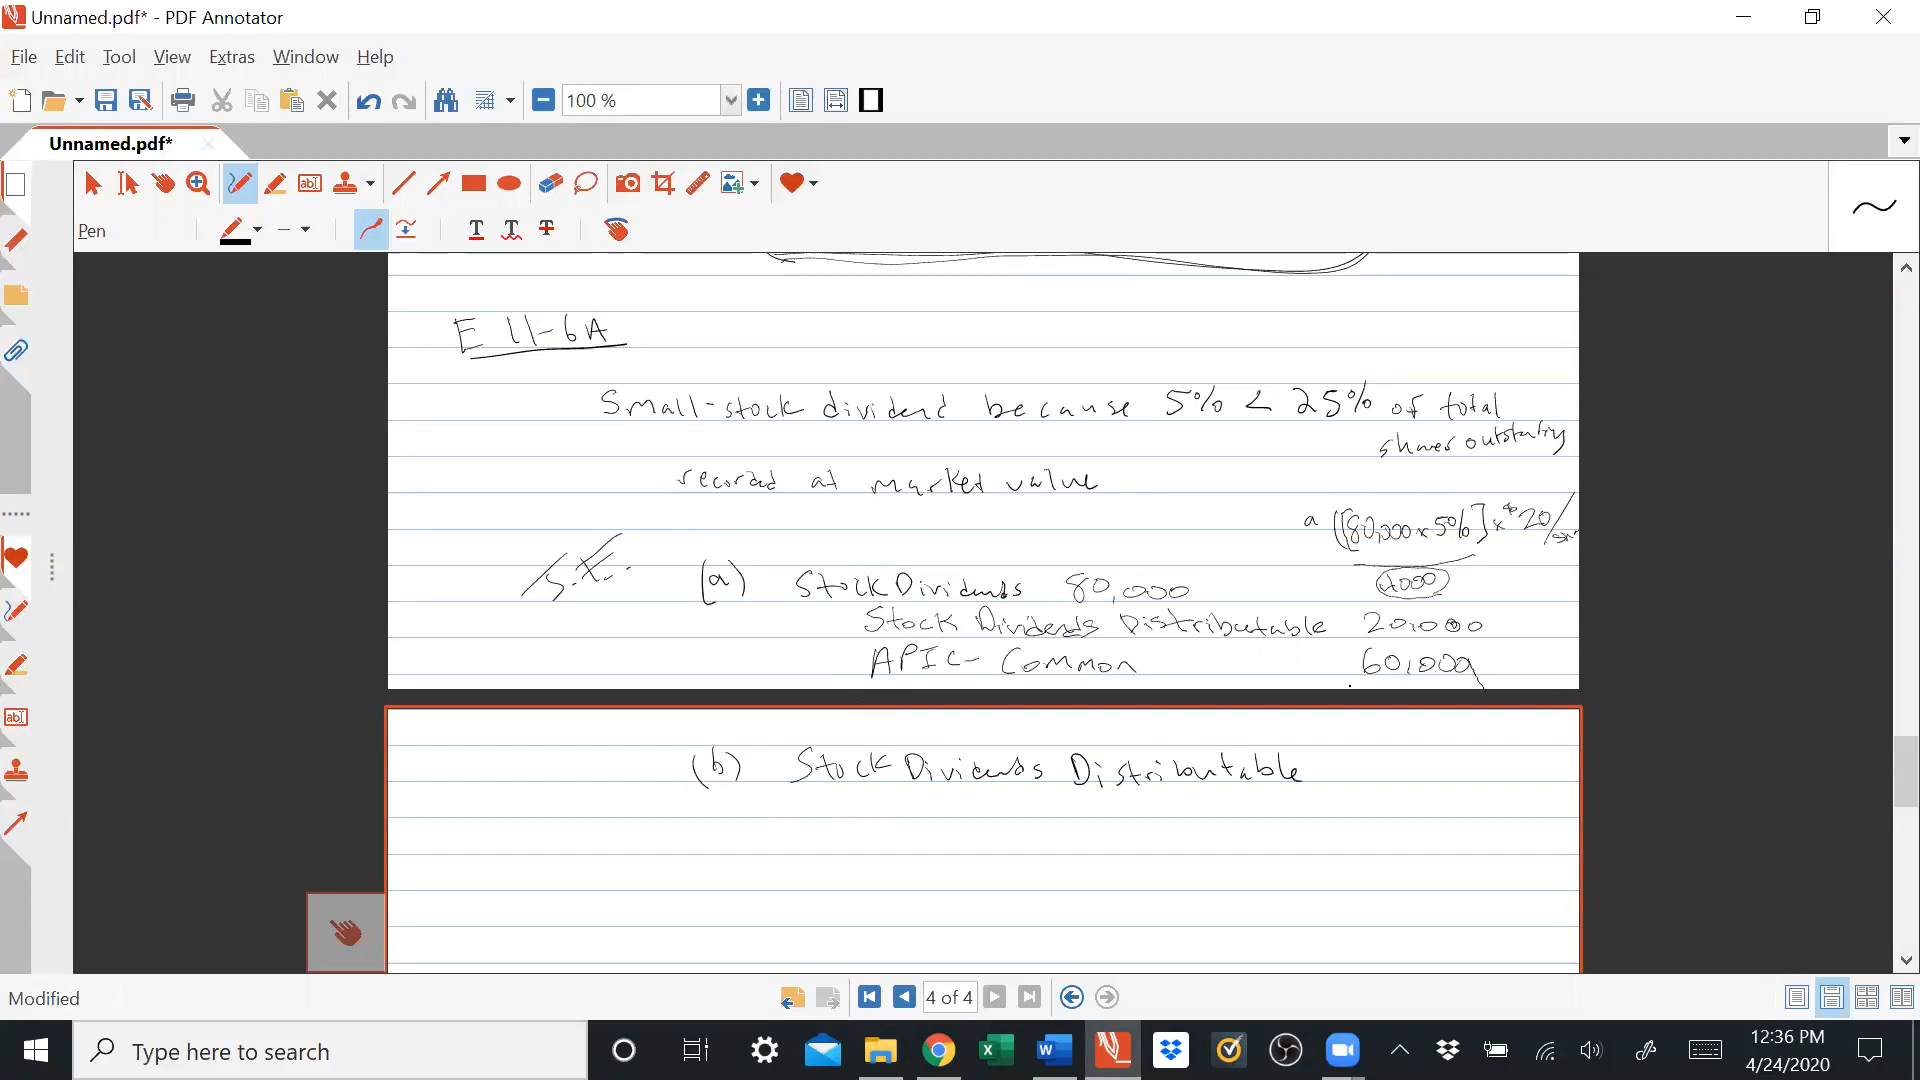 Unnamed.pdf* - PDF Annotator
File Edit Tool View Extras Window Help
100 %
Unnamed.pdf*
Pen
E 11-6A
Small-stock dividend because 5% < 25% of total
shares outstanding
recorded at market value
a ([80,000 x 5%] x $20/
4000
(a) Stock Dividends 80,000
Stock Dividends Distributable 20,000
APIC - Common 60,000
(b) Stock Dividends Distributable
Modified
4 of 4
Type here to search
12:36 PM
4/24/2020